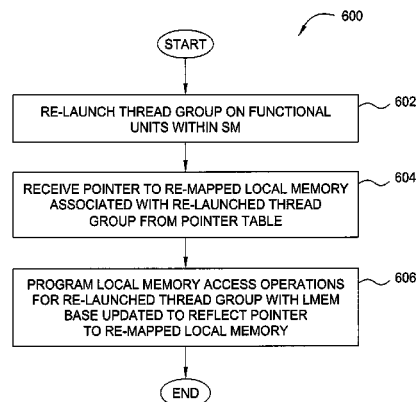 600
START
RE-LAUNCH THREAD GROUP ON FUNCTIONAL
UNITS WITHIN SM
602
RECEIVE POINTER TO RE-MAPPED LOCAL MEMORY
ASSOCIATED WITH RE-LAUNCHED THREAD
GROUP FROM POINTER TABLE
604
PROGRAM LOCAL MEMORY ACCESS OPERATIONS
FOR RE-LAUNCHED THREAD GROUP WITH LMEM
BASE UPDATED TO REFLECT POINTER
TO RE-MAPPED LOCAL MEMORY
606
END